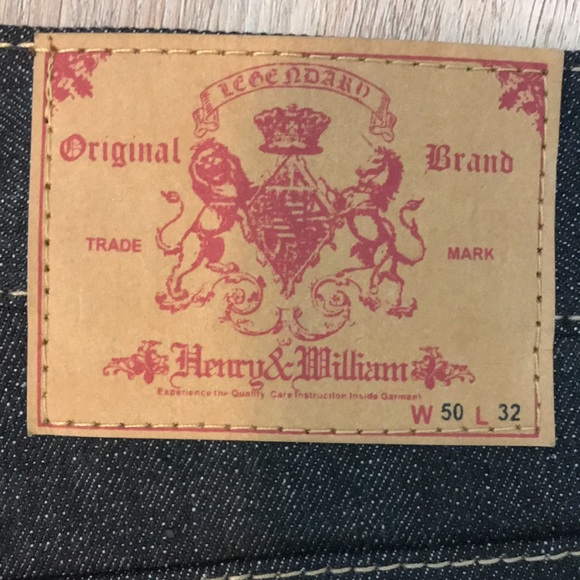 LEGENDARY
Original Brand
TRADE MARK
Henry&William
Experience the Quality Care Instruction Inside Garment
W 50 L 32